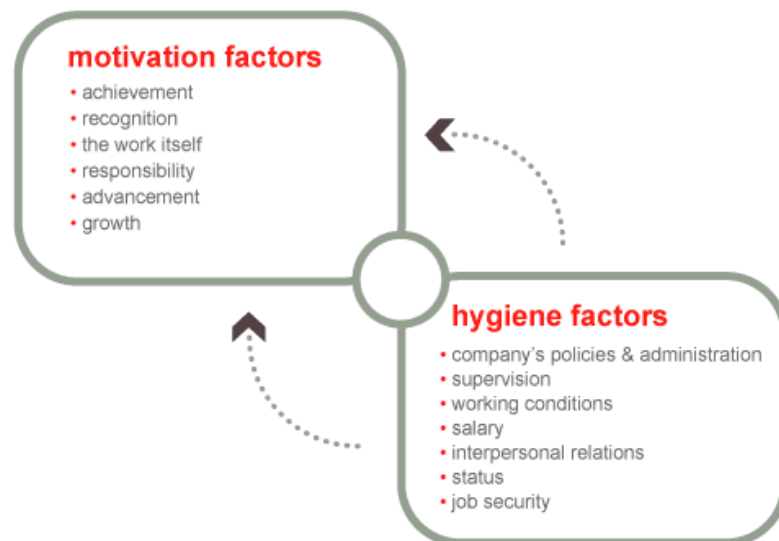 motivation factors
• achievement
• recognition
• the work itself
• responsibility
• advancement
• growth
hygiene factors
• company’s policies & administration
• supervision
• working conditions
• salary
• interpersonal relations
• status
• job security